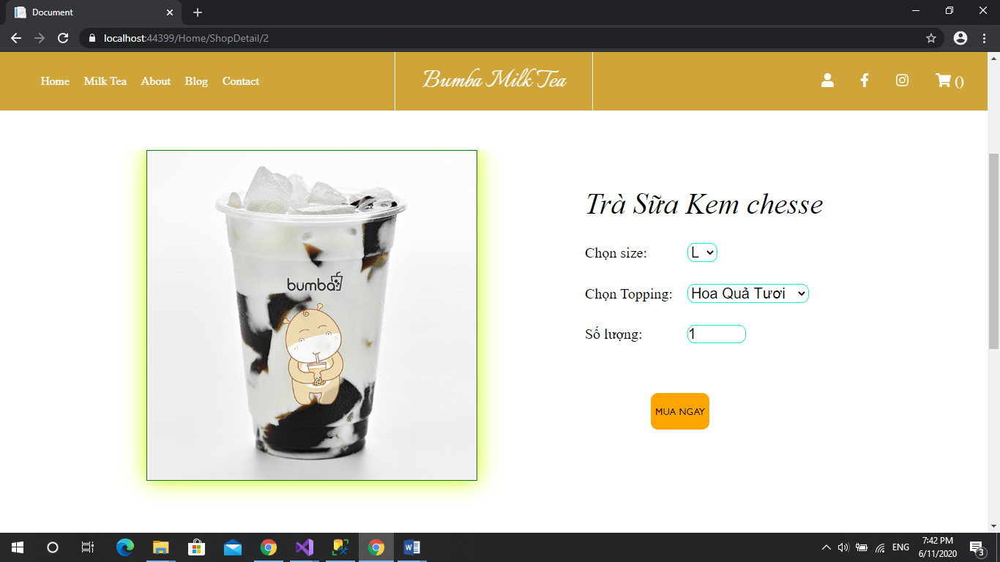 Document
localhost:44399/Home/ShopDetail/2
Home Milk Tea About Blog Contact
Bumba Milk Tea
0
Trà Sữa Kem chesse
Chọn size: L
Chọn Topping: Hoa Quả Tươi
Số lượng: 1
MUA NGAY
bumba
ENG
7:42 PM
6/11/2020
3